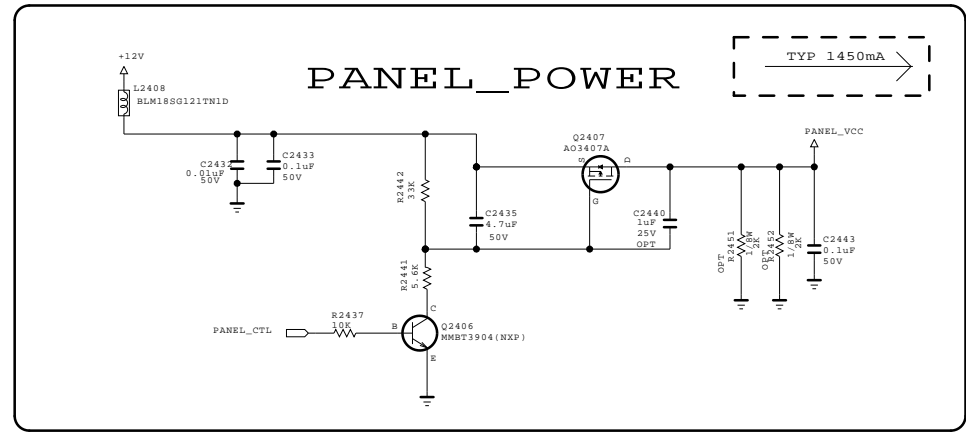 PANEL_POWER
TYP 1450mA
+12V
L2408
BLM18SG121TN1D
C2432
0.01uF
50V
C2433
0.1uF
50V
R2442
33K
C2435
4.7uF
50V
Q2407
AO3407A
S
D
G
C2440
1uF
25V
OPT
PANEL_VCC
R2451
OPT
1/8W
2K
R2452
OPT
1/8W
2K
C2443
0.1uF
50V
R2441
5.6K
PANEL_CTL
R2437
10K
B
C
E
Q2406
MMBT3904(NXP)